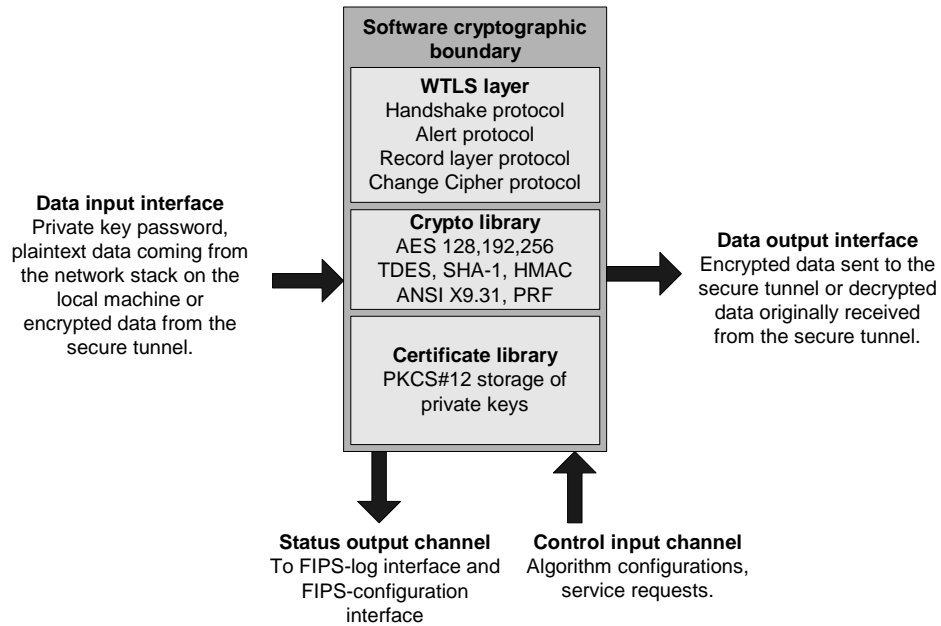 Software cryptographic
boundary
WTLS layer
Handshake protocol
Alert protocol
Record layer protocol
Change Cipher protocol
Data input interface
Private key password,
plaintext data coming from
the network stack on the
local machine or
encrypted data from the
secure tunnel.
Crypto library
AES 128,192,256
TDES, SHA-1, HMAC
ANSI X9.31, PRF
Data output interface
Encrypted data sent to the
secure tunnel or decrypted
data originally received
from the secure tunnel.
Certificate library
PKCS#12 storage of
private keys
Status output channel
To FIPS-log interface and
FIPS-configuration
interface
Control input channel
Algorithm configurations,
service requests.